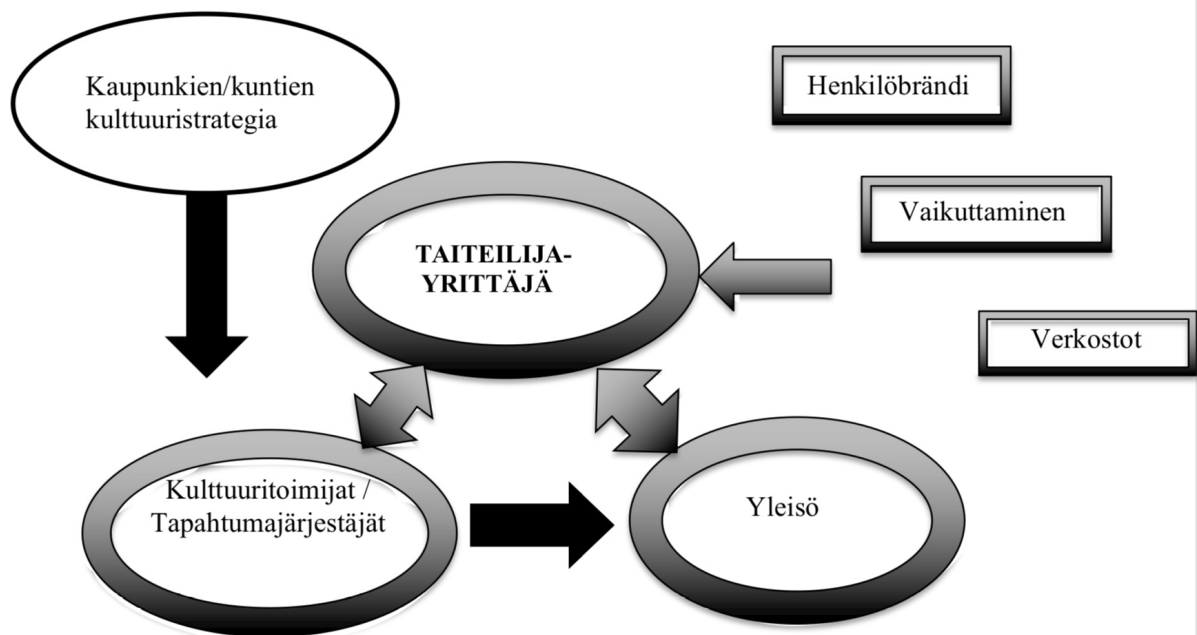 Kaupunkien/kuntien
kulttuuristrategia
Henkilöbrändi
Vaikuttaminen
TAITEILIJA-
YRITTÄJÄ
Verkostot
Kulttuuritoimijat /
Tapahtumajärjestäjät
Yleisö